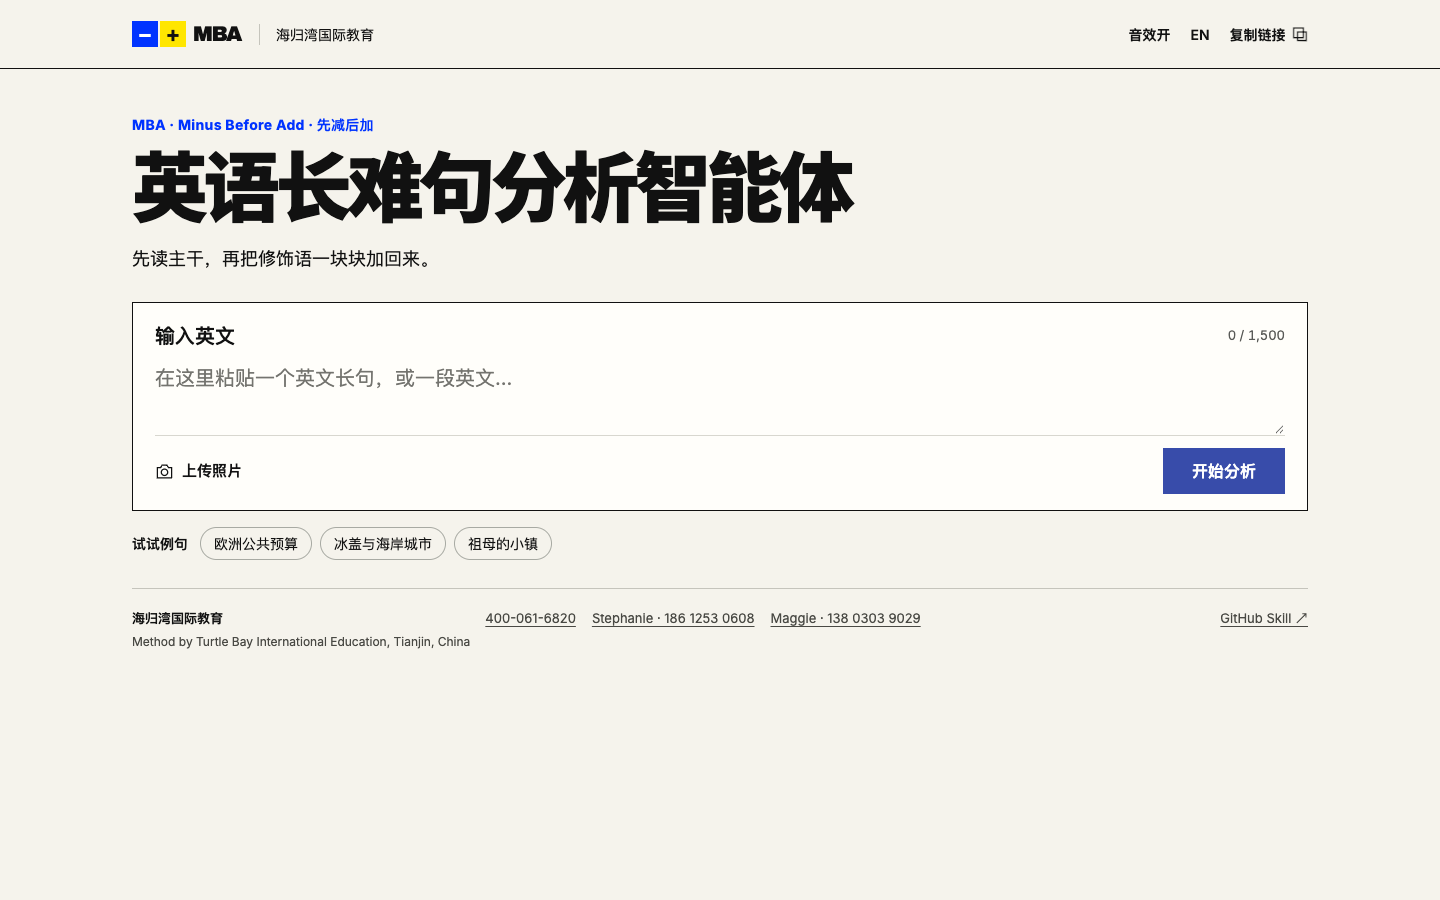 − + MBA 海归湾国际教育 音效开 EN 复制链接
MBA · Minus Before Add · 先减后加
英语长难句分析智能体
先读主干，再把修饰语一块块加回来。
输入英文 0 / 1,500
在这里粘贴一个英文长句，或一段英文…
上传照片 开始分析
试试例句 欧洲公共预算 冰盖与海岸城市 祖母的小镇
海归湾国际教育 400-061-6820 Stephanie · 186 1253 0608 Maggie · 138 0303 9029 GitHub Skill ↗
Method by Turtle Bay International Education, Tianjin, China